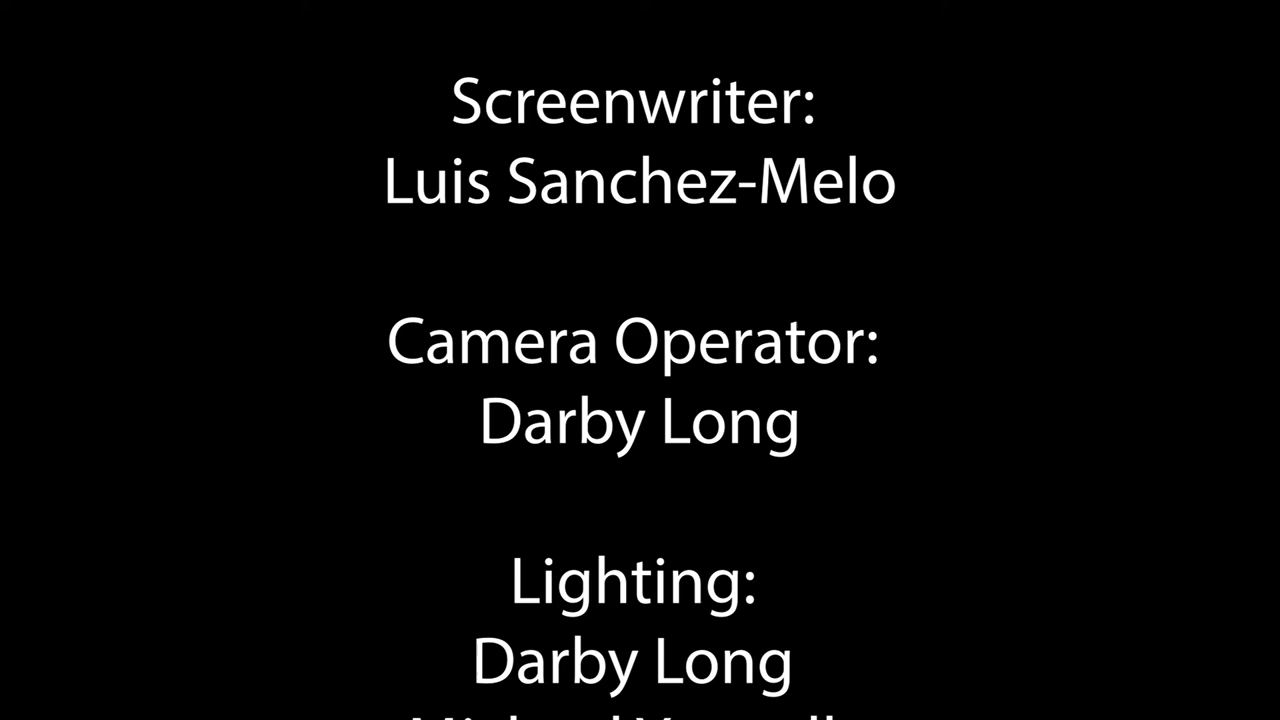 Screenwriter:
Luis Sanchez-Melo
Camera Operator:
Darby Long
Lighting:
Darby Long